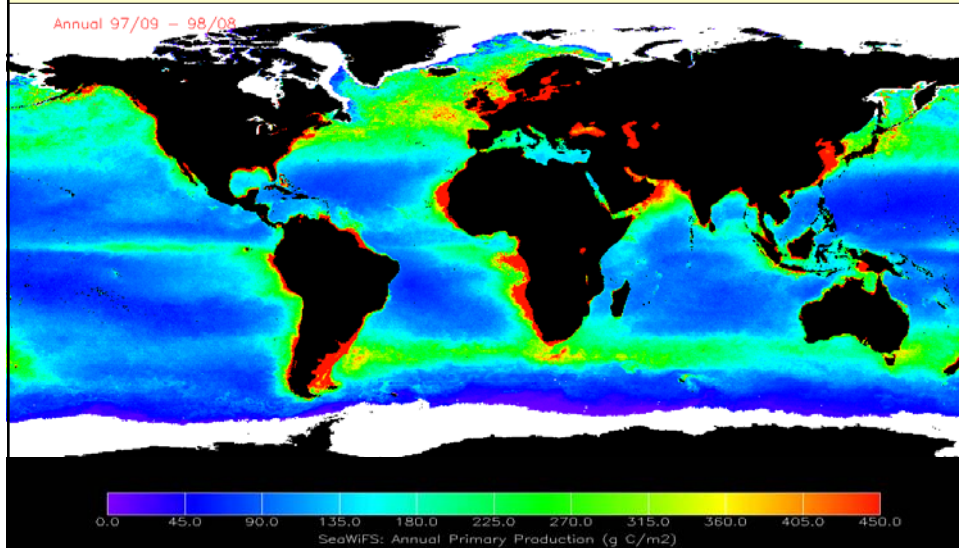 Annual 97/09 – 98/08
0.0 45.0 90.0 135.0 180.0 225.0 270.0 315.0 360.0 405.0 450.0
SeaWiFS: Annual Primary Production (g C/m2)